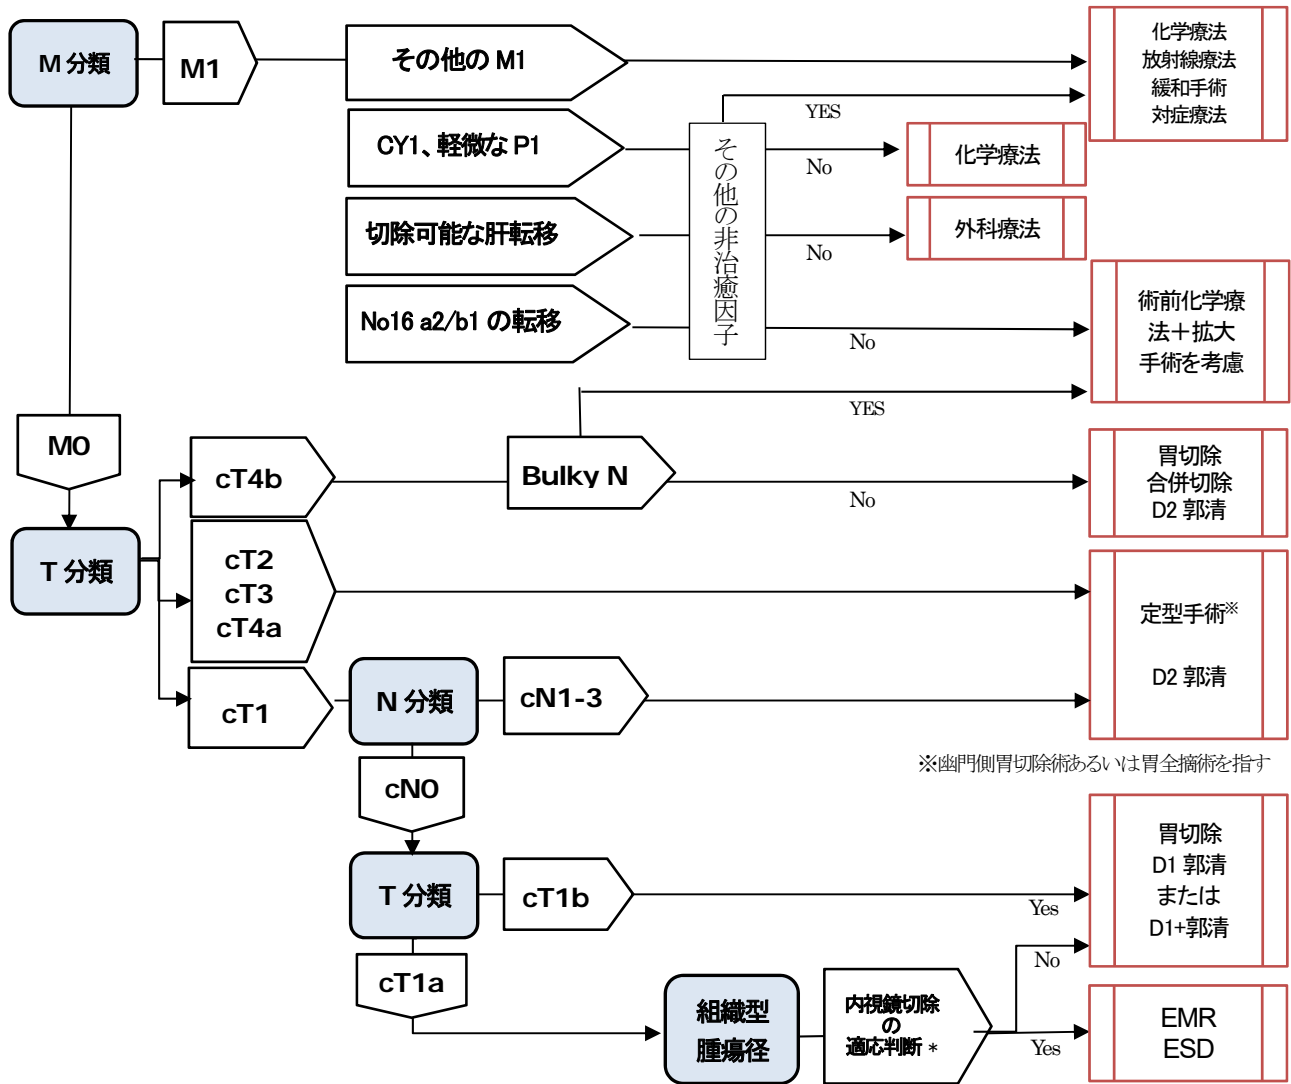 M 分類
M1
その他の M1
化学療法
放射線療法
緩和手術
対症療法
YES
CY1、軽微な P1
その他の非治癒因子
No
化学療法
切除可能な肝転移
No
外科療法
No16 a2/b1 の転移
No
術前化学療
法＋拡大
手術を考慮
YES
M0
cT4b
Bulky N
No
胃切除
合併切除
D2 郭清
T 分類
cT2
cT3
cT4a
定型手術※
D2 郭清
cT1
N 分類
cN1-3
※幽門側胃切除術あるいは胃全摘術を指す
cN0
T 分類
cT1b
Yes
胃切除
D1 郭清
または
D1+郭清
No
cT1a
組織型
腫瘍径
内視鏡切除
の
適応判断 *
Yes
EMR
ESD